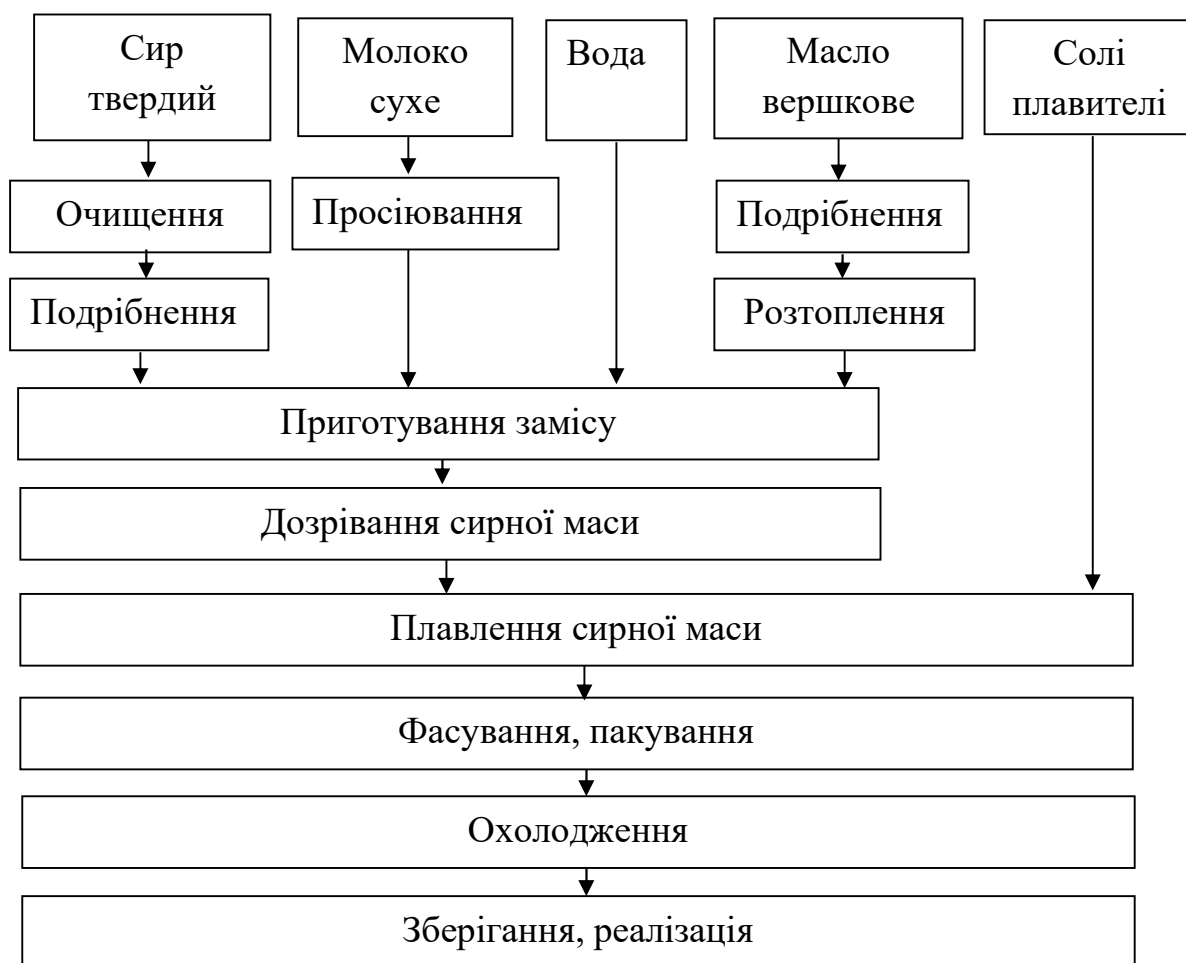 Сир
твердий
Молоко
сухе
Вода
Масло
вершкове
Солі
плавителі
Очищення
Просіювання
Подрібнення
Подрібнення
Розтоплення
Приготування замісу
Дозрівання сирної маси
Плавлення сирної маси
Фасування, пакування
Охолодження
Зберігання, реалізація